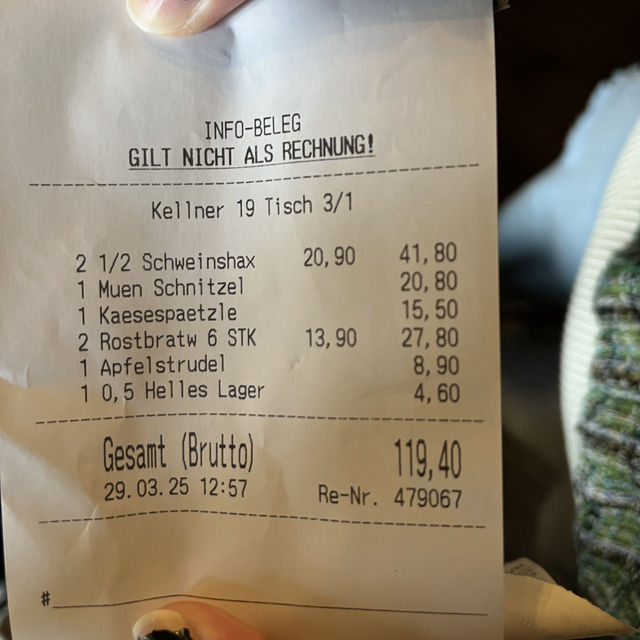 INFO-BELEG
GILT NICHT ALS RECHNUNG!
Kellner 19 Tisch 3/1
2 1/2 Schweinshax 20,90 41,80
1 Muen Schnitzel 20,80
1 Kaesespaetzle 15,50
2 Rostbratw 6 STK 13,90 27,80
1 Apfelstrudel 8,90
1 0,5 Helles Lager 4,60
Gesamt (Brutto) 119,40
29.03.25 12:57 Re-Nr. 479067
#